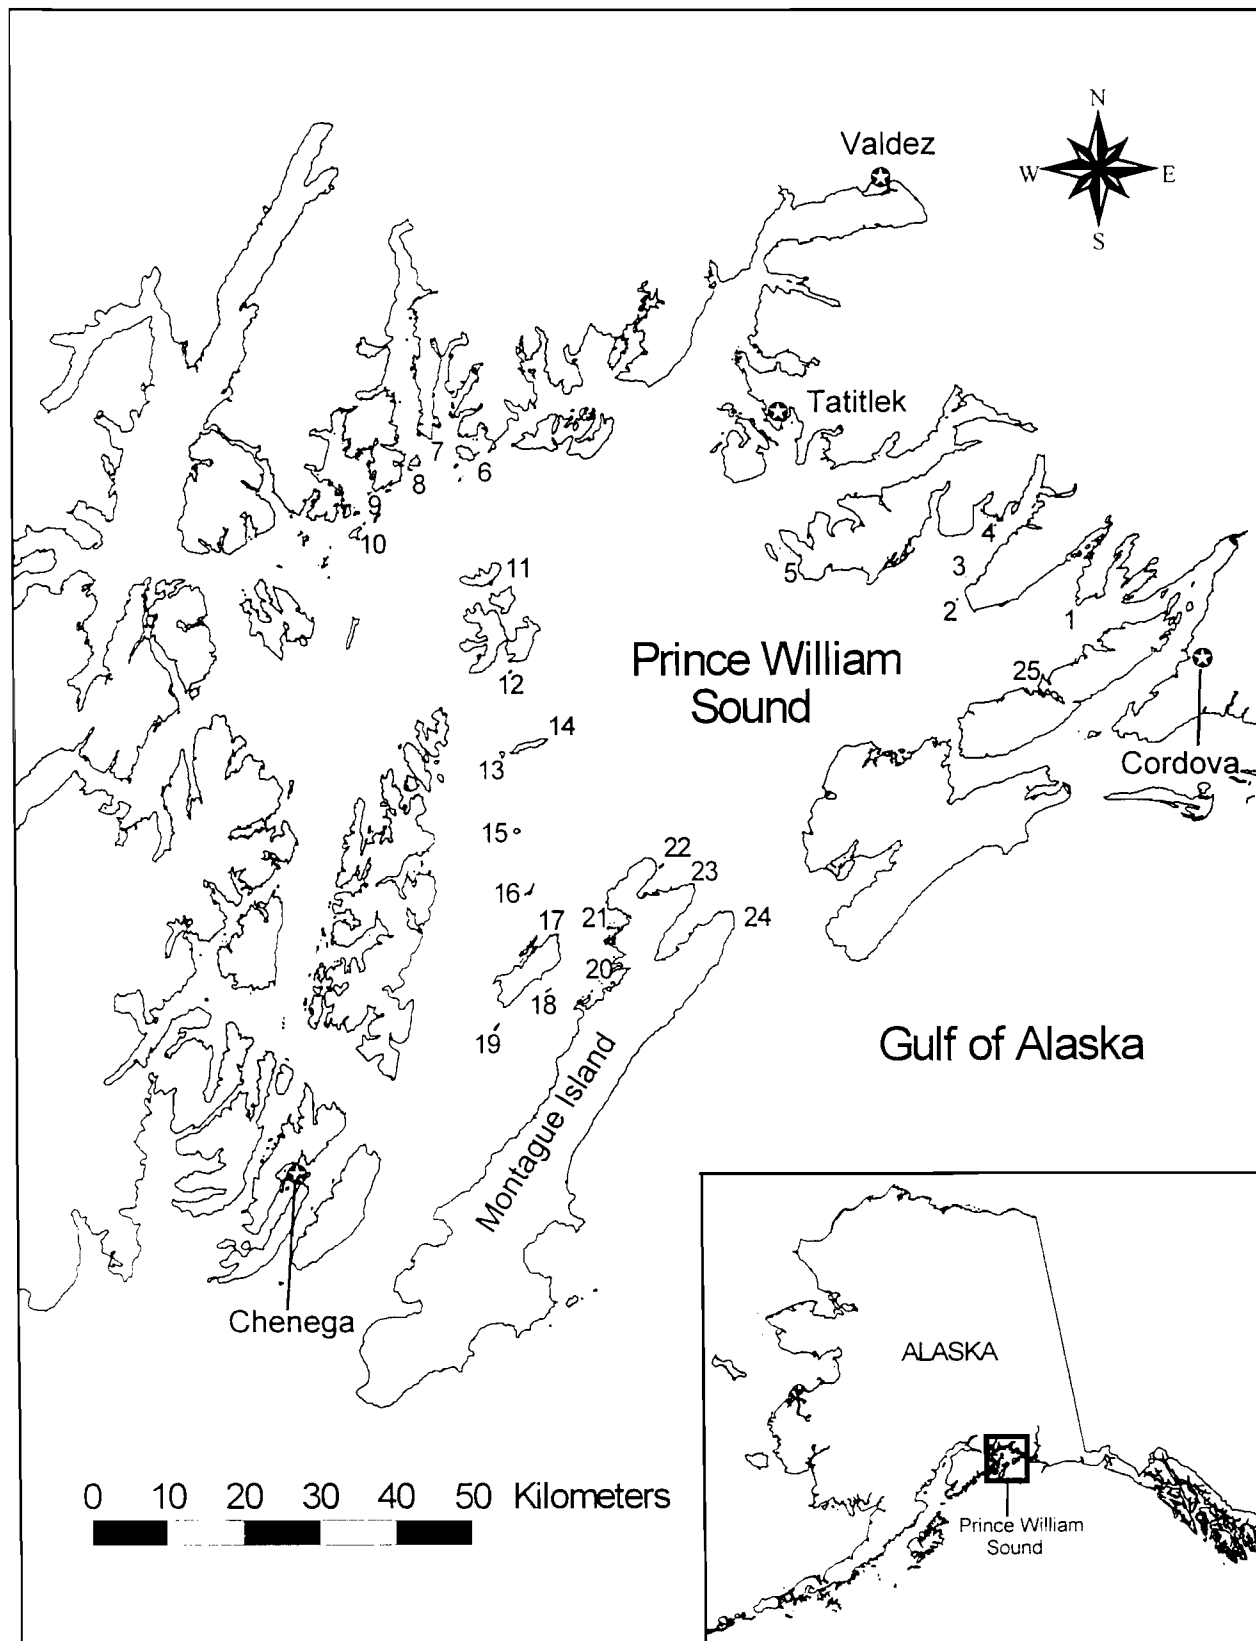 N
Valdez
W
E
S
Tatitlek
7
8
6
9
10
4
5
3
11
2
1
12
Prince William
Sound
25
14
13
Cordova
15
22
16
23
17
21
24
20
18
19
Gulf of Alaska
Montague Island
Chenega
ALASKA
0 10 20 30 40 50 Kilometers
Prince William
Sound